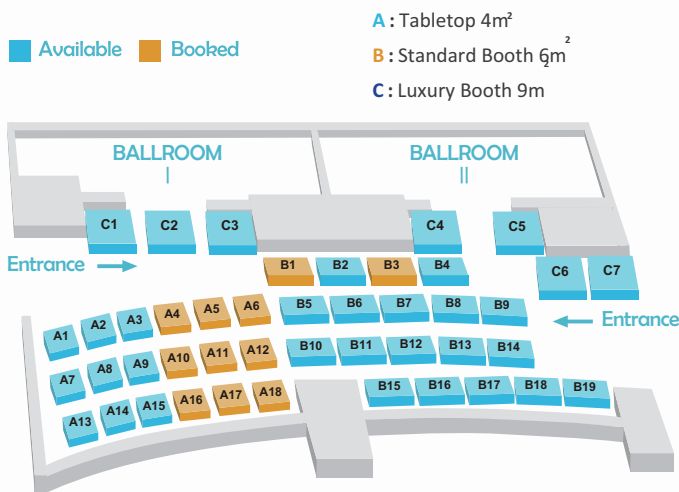 A : Tabletop 4m²
Available Booked
B : Standard Booth 6m²
C : Luxury Booth 9m²
BALLROOM I
BALLROOM II
C1 C2 C3 C4 C5
Entrance
B1 B2 B3 B4
C6 C7
A1 A2 A3 A4 A5 A6
B5 B6 B7 B8 B9
Entrance
A7 A8 A9 A10 A11 A12
B10 B11 B12 B13 B14
A13 A14 A15 A16 A17 A18
B15 B16 B17 B18 B19